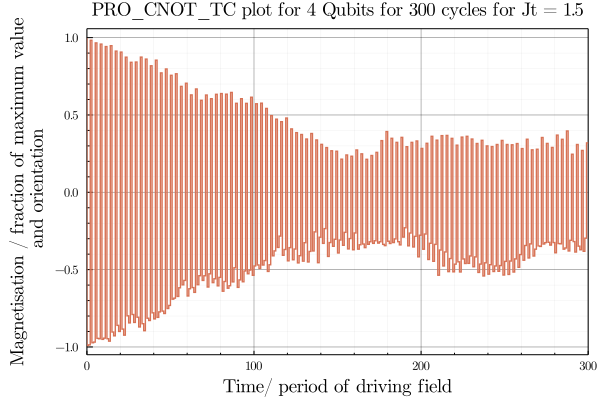 PRO_CNOT_TC plot for 4 Qubits for 300 cycles for Jt = 1.5
Magnetisation / fraction of maximum value
and orientation
1.0
0.5
0.0
−0.5
−1.0
0
100
200
300
Time/ period of driving field